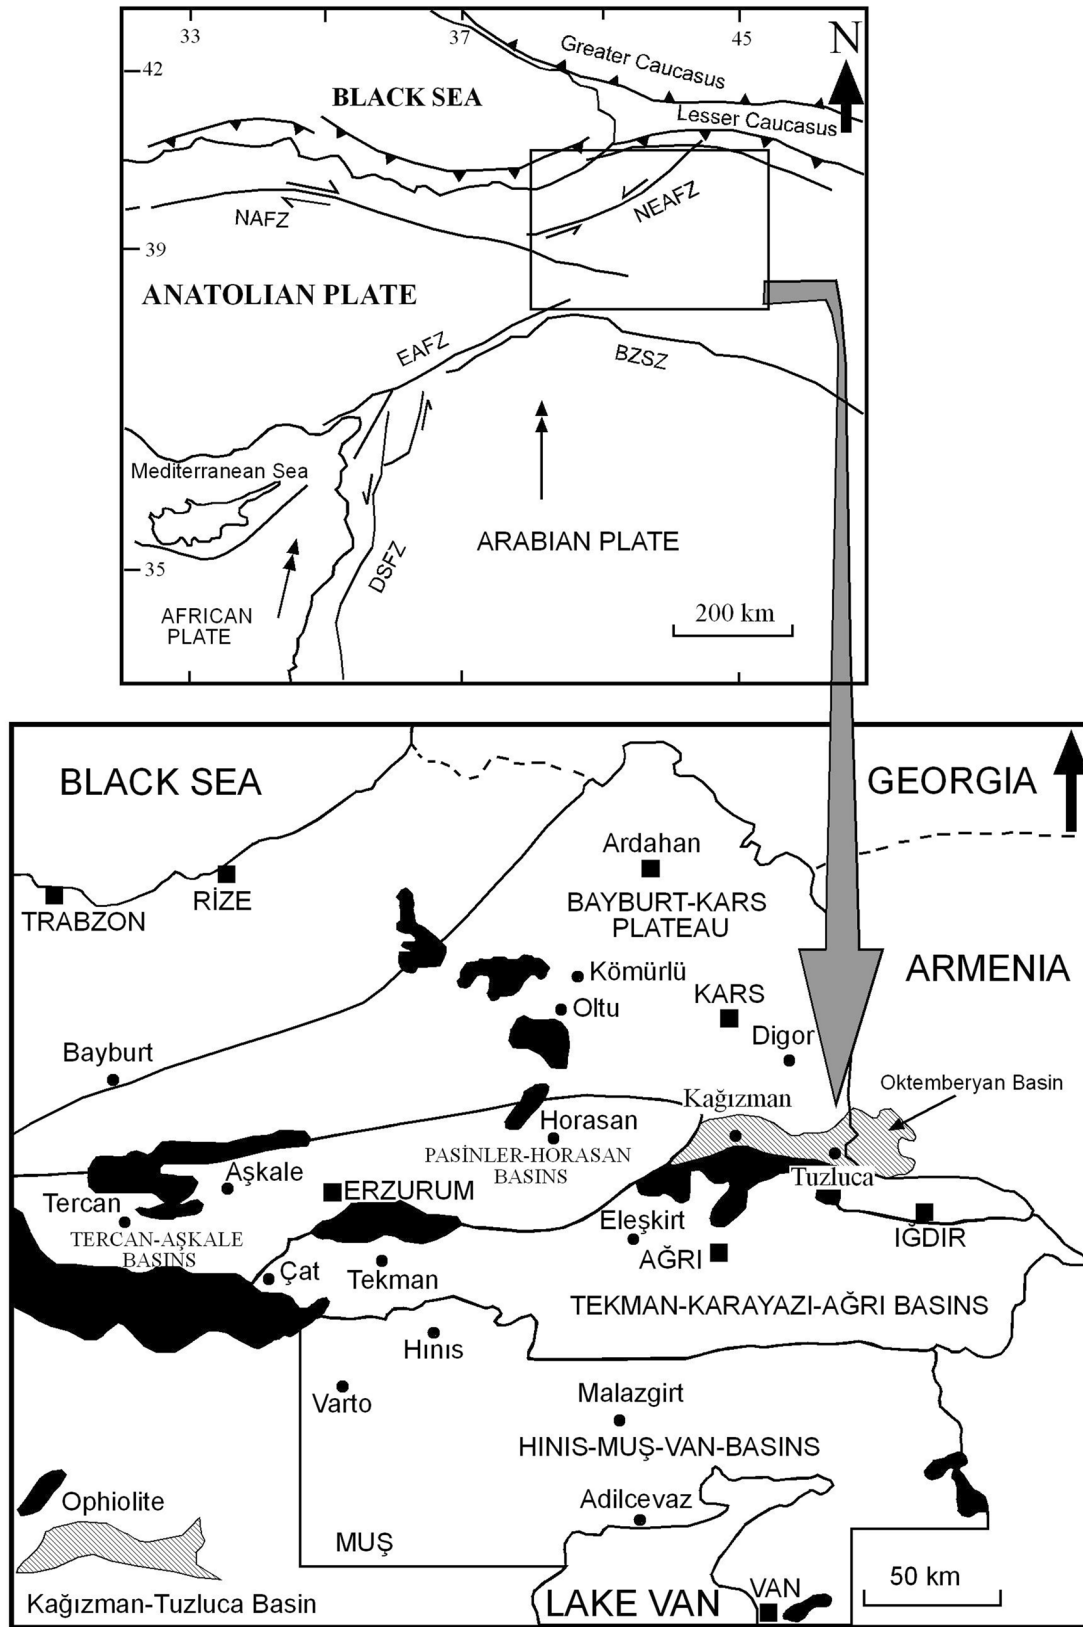 33
37
45
N
42
Greater Caucasus
BLACK SEA
Lesser Caucasus
NAFZ
NEAFZ
39
ANATOLIAN PLATE
EAFZ
BZSZ
Mediterranean Sea
ARABIAN PLATE
DSFZ
35
AFRICAN
PLATE
200 km
BLACK SEA
GEORGIA
Ardahan
RİZE
TRABZON
BAYBURT-KARS
PLATEAU
ARMENIA
Kömürlü
KARS
Oltu
Digor
Bayburt
Oktemberyan Basin
Kağızman
Horasan
PASİNLER-HORASAN
BASINS
Aşkale
Tuzluca
ERZURUM
Tercan
Eleşkirt
IĞDIR
TERCAN-AŞKALE
BASINS
AĞRI
Çat
Tekman
TEKMAN-KARAYAZI-AĞRI BASINS
Hınıs
Varto
Malazgirt
HINIS-MUŞ-VAN-BASINS
Ophiolite
Adilcevaz
MUŞ
50 km
VAN
Kağızman-Tuzluca Basin
LAKE VAN